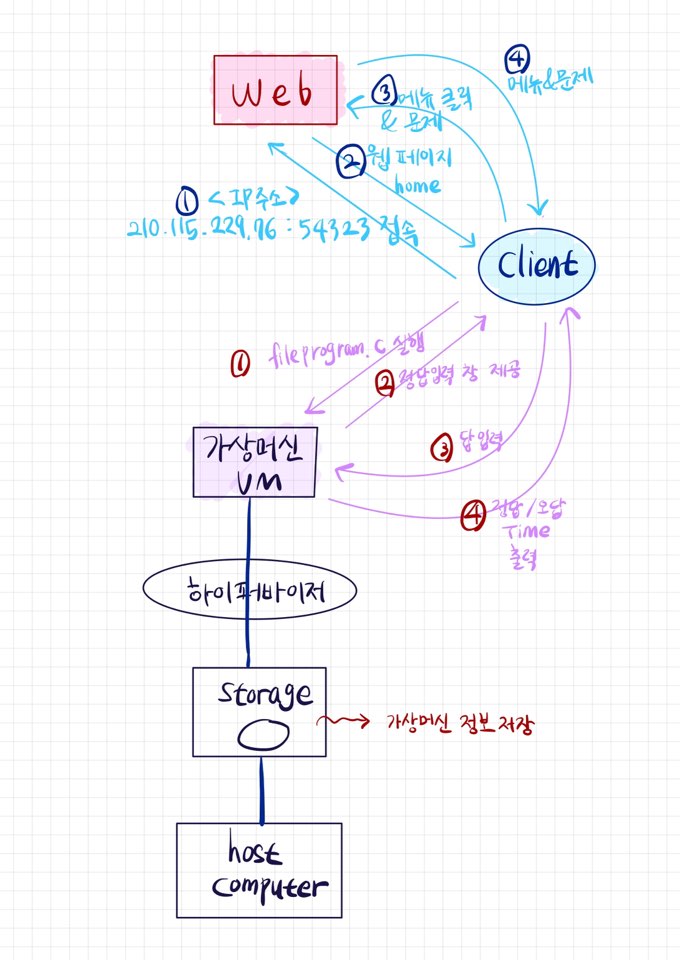 Web
④
메뉴&문제
③ 메뉴 클릭
& 문제
② 웹 페이지
home
① <IP주소>
210.115.229.76:54323 접속
Client
① fileprogram.c 실행
② 정답입력 창 제공
③ 답입력
가상머신
VM
④ 정답/오답
Time
출력
하이퍼바이저
Storage
가상머신 정보저장
host
computer